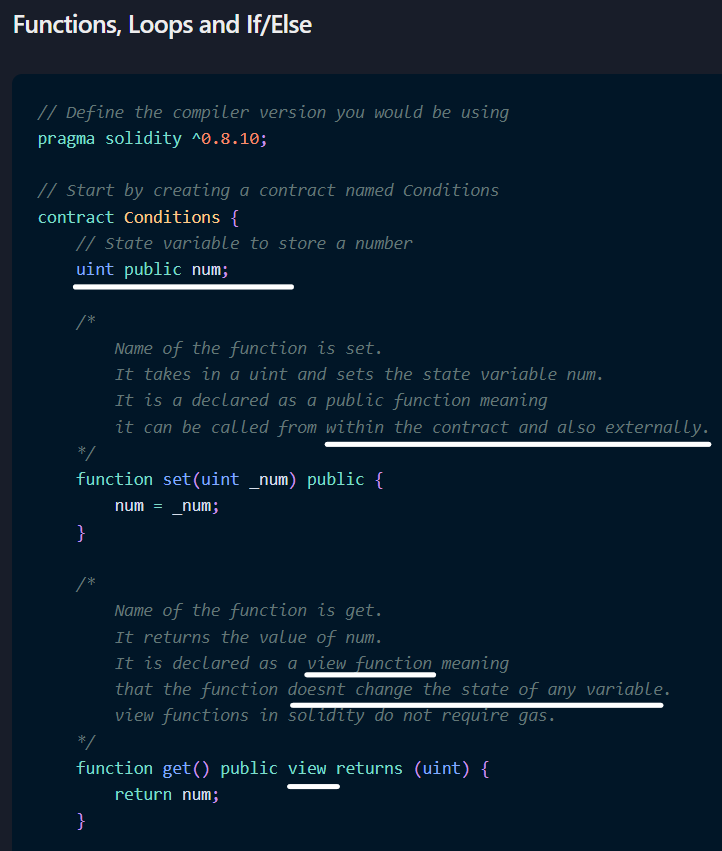 Functions, Loops and If/Else
// Define the compiler version you would be using
pragma solidity ^0.8.10;
// Start by creating a contract named Conditions
contract Conditions {
// State variable to store a number
uint public num;
/*
Name of the function is set.
It takes in a uint and sets the state variable num.
It is a declared as a public function meaning
it can be called from within the contract and also externally.
*/
function set(uint _num) public {
num = _num;
}
/*
Name of the function is get.
It returns the value of num.
It is declared as a view function meaning
that the function doesnt change the state of any variable.
view functions in solidity do not require gas.
*/
function get() public view returns (uint) {
return num;
}